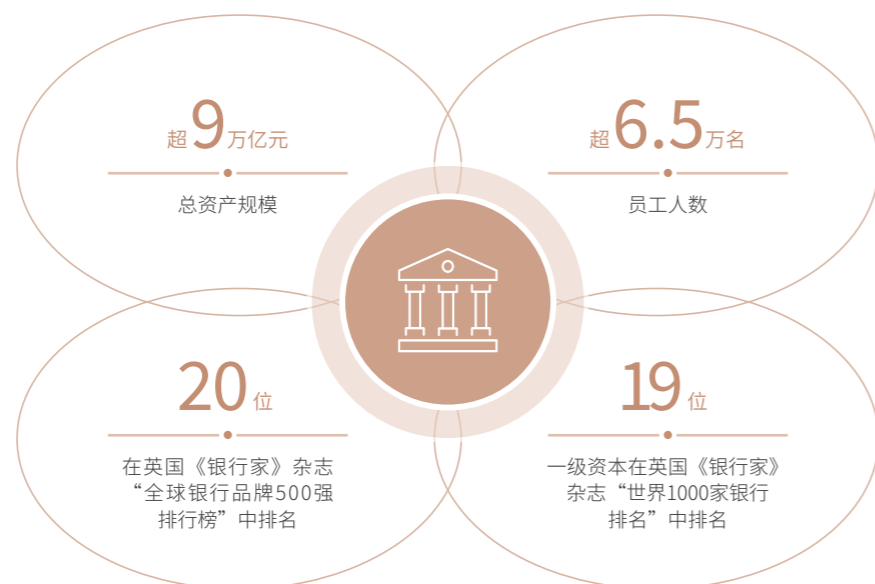 超9万亿元
总资产规模
超6.5万名
员工人数
20位
在英国《银行家》杂志
“全球银行品牌500强
排行榜”中排名
19位
一级资本在英国《银行家》
杂志“世界1000家银行
排名”中排名